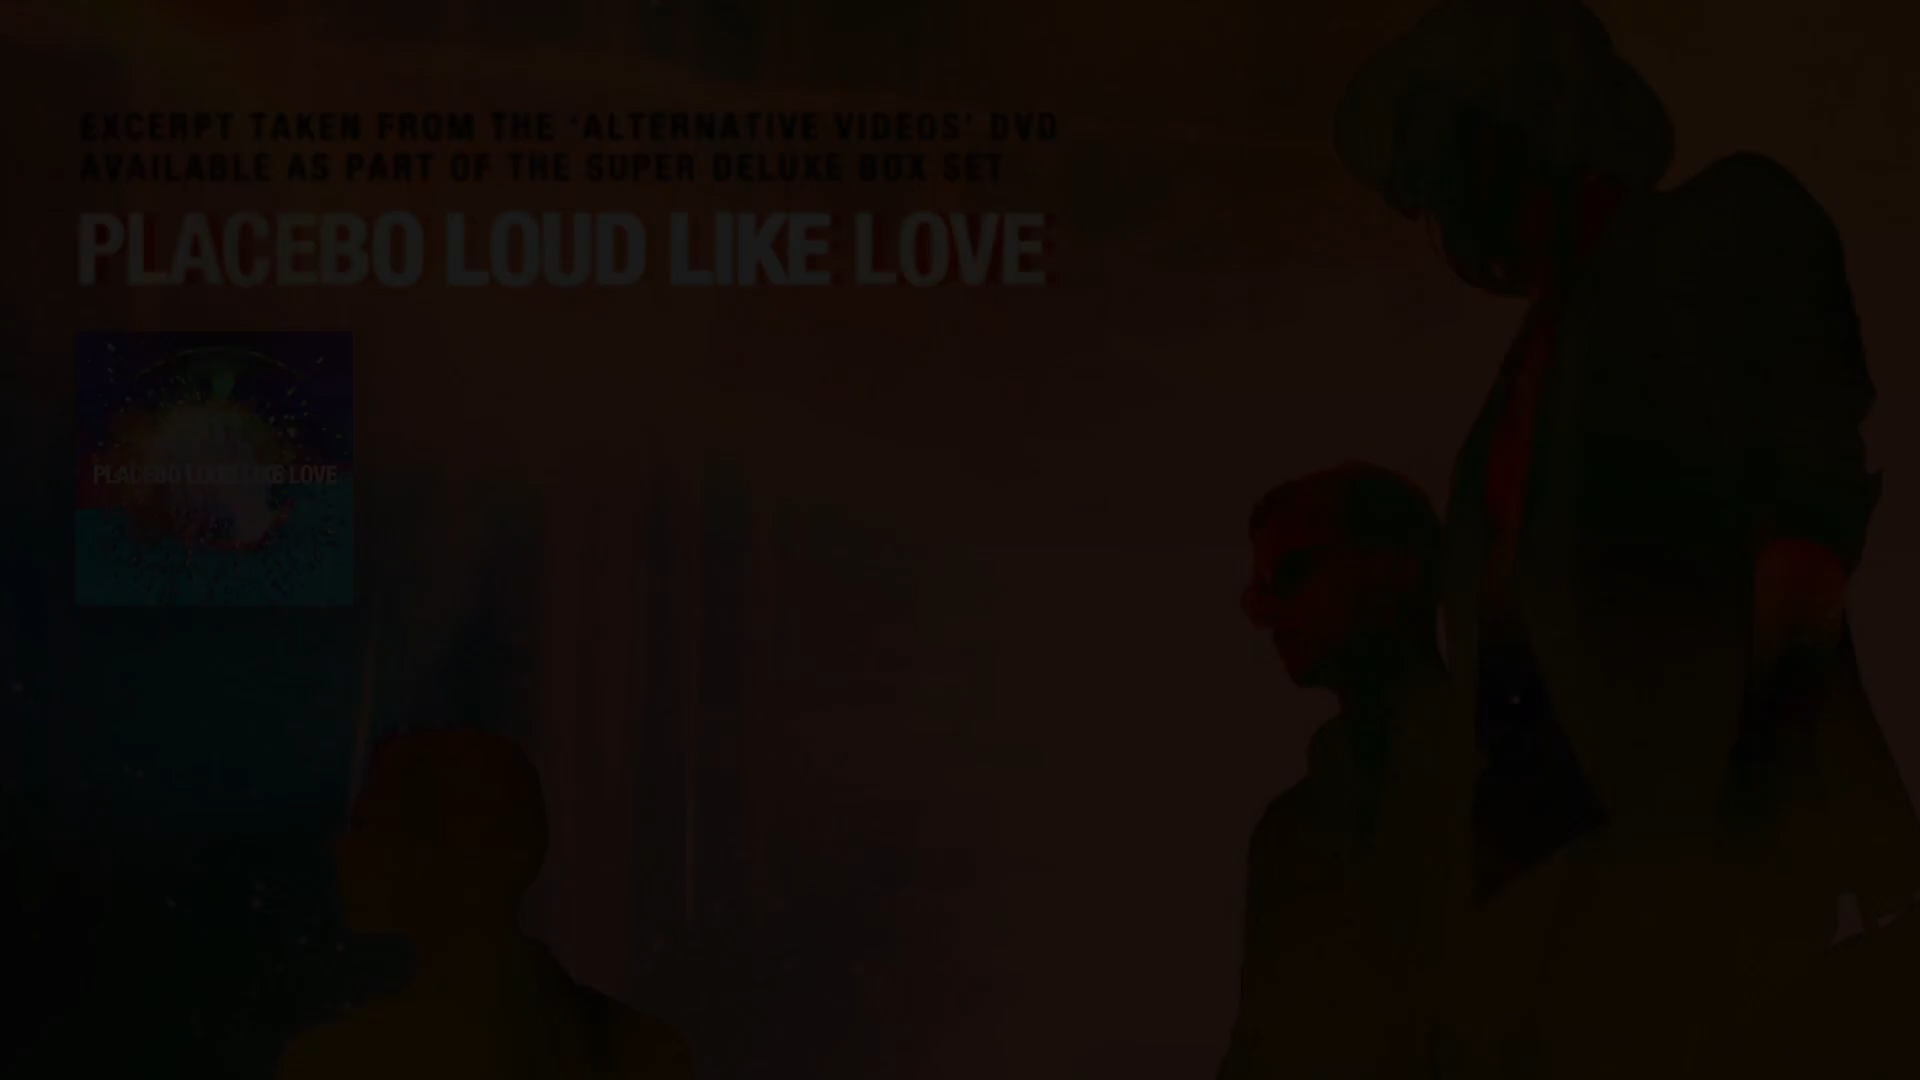 EXCERPT TAKEN FROM THE ‘ALTERNATIVE VIDEOS’ DVD
AVAILABLE AS PART OF THE SUPER DELUXE BOX SET
PLACEBO LOUD LIKE LOVE
PLACEBO LOUD LIKE LOVE